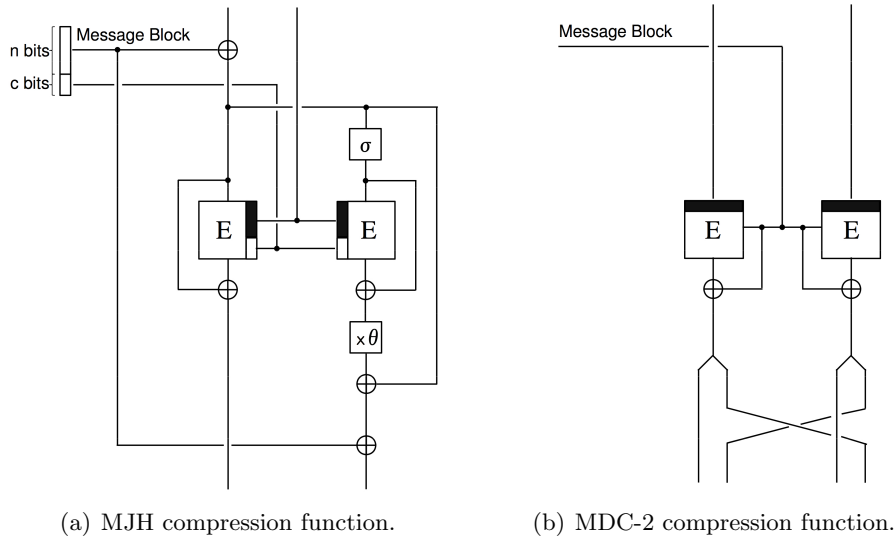 Message Block
n bits
c bits
σ
E E
×θ
(a) MJH compression function.
Message Block
E E
(b) MDC-2 compression function.